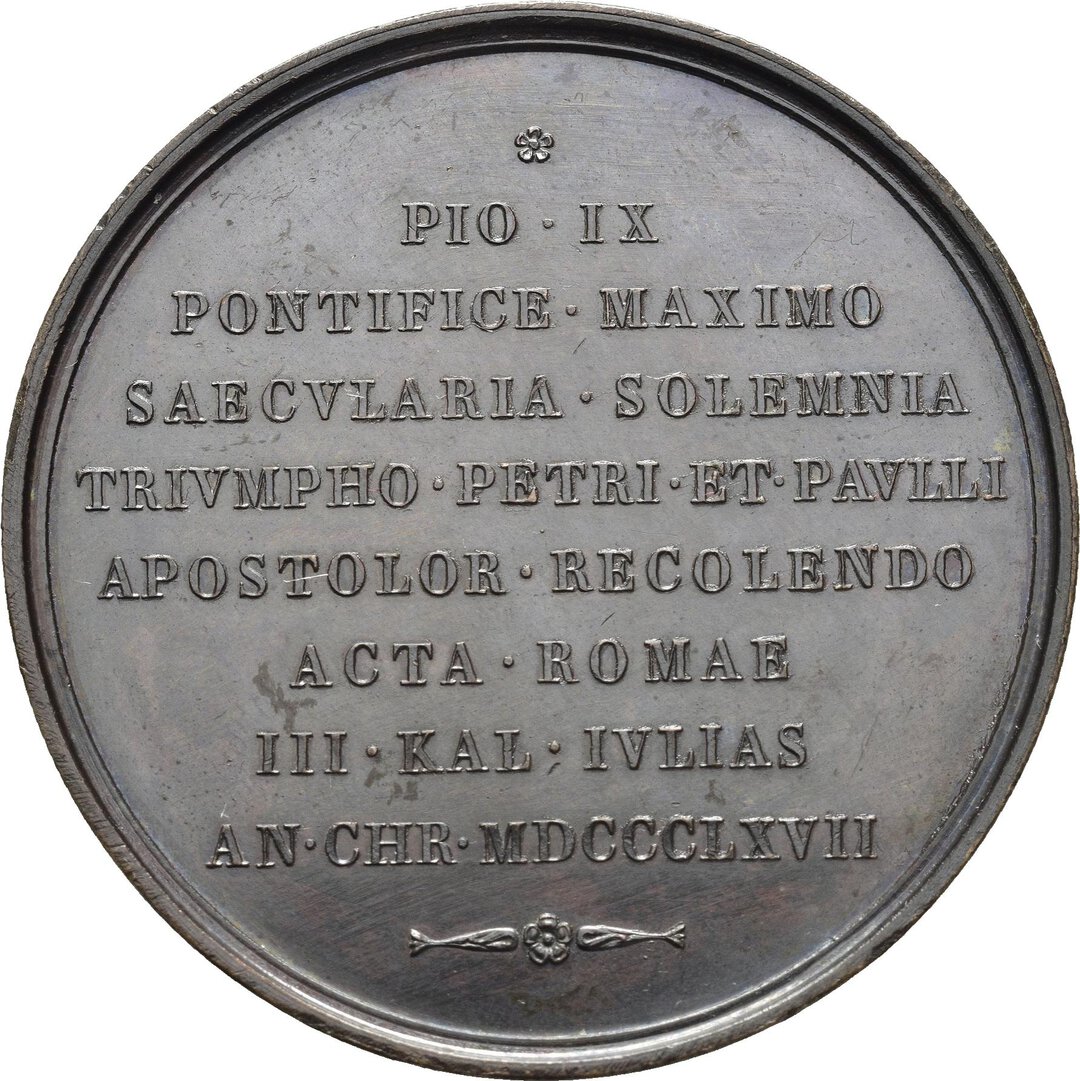 PIO · IX
PONTIFICE · MAXIMO
SAECVLARIA · SOLEMNIA
TRIVMPHO · PETRI · ET · PAVLLI
APOSTOLOR · RECOLENDO
ACTA · ROMAE
III · KAL · IVLIAS
AN · CHR · MDCCCLXVII